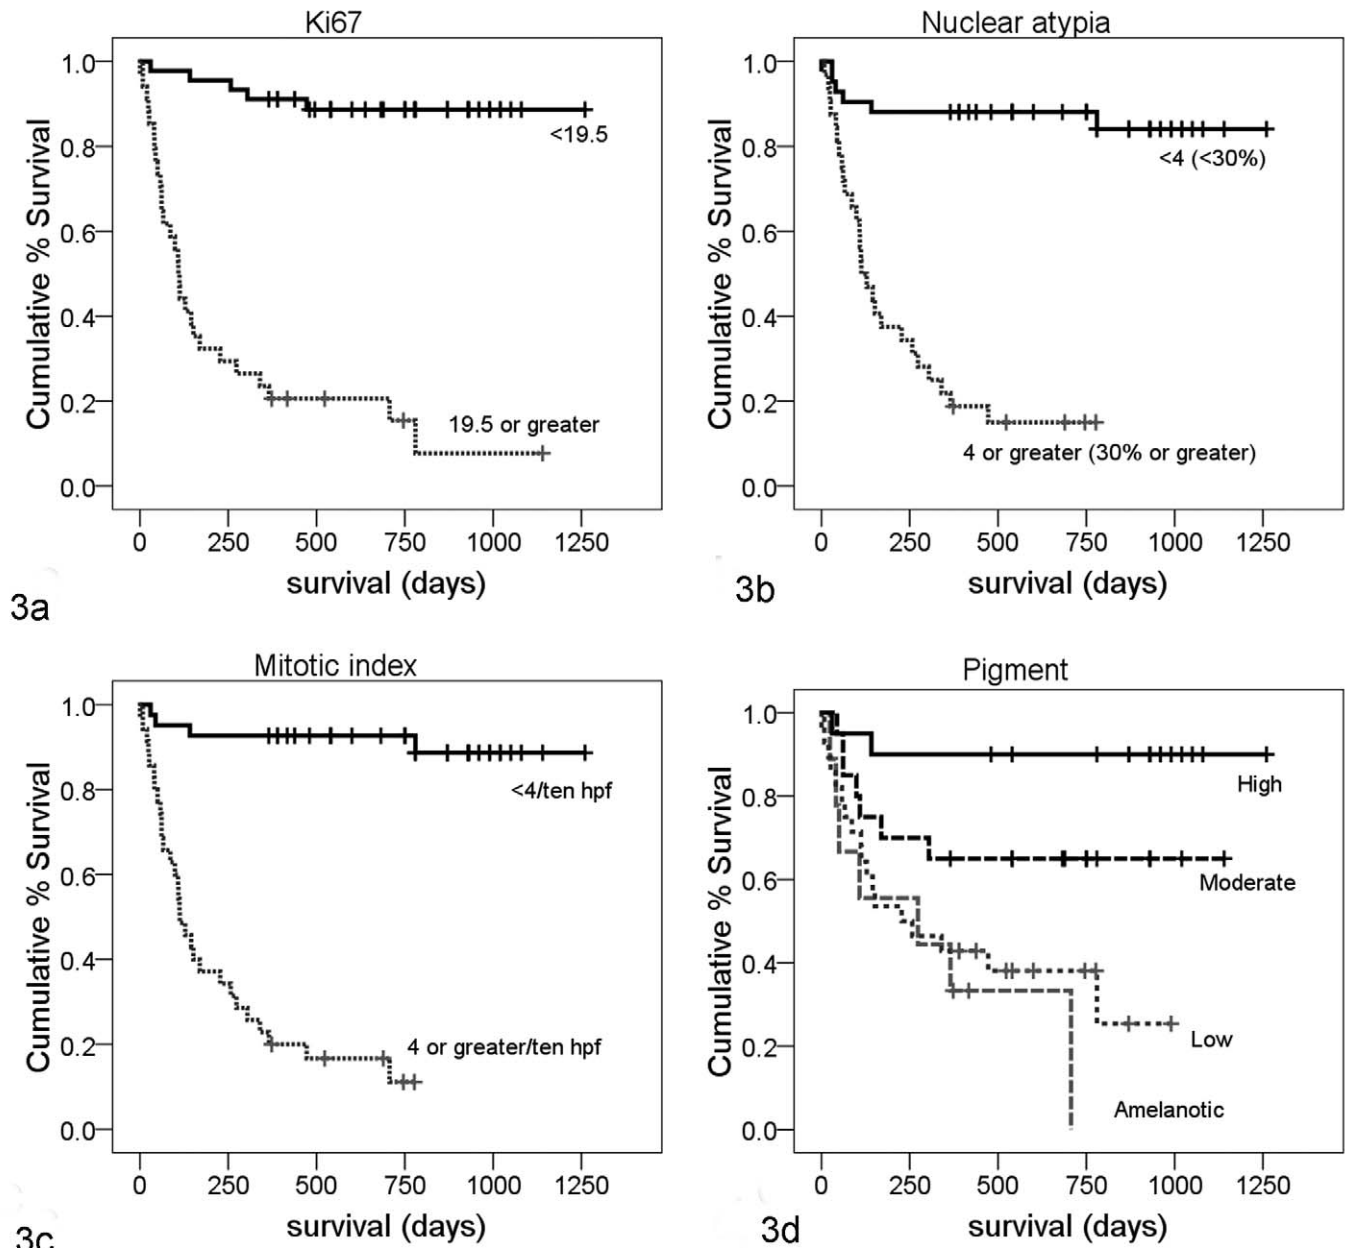 Ki67
1.0
0.8
0.6
0.4
0.2
0.0
Cumulative % Survival
<19.5
19.5 or greater
0 250 500 750 1000 1250
survival (days)
3a
Nuclear atypia
1.0
0.8
0.6
0.4
0.2
0.0
Cumulative % Survival
<4 (<30%)
4 or greater (30% or greater)
0 250 500 750 1000 1250
survival (days)
3b
Mitotic index
1.0
0.8
0.6
0.4
0.2
0.0
Cumulative % Survival
<4/ten hpf
4 or greater/ten hpf
0 250 500 750 1000 1250
survival (days)
3c
Pigment
1.0
0.8
0.6
0.4
0.2
0.0
Cumulative % Survival
High
Moderate
Low
Amelanotic
0 250 500 750 1000 1250
survival (days)
3d